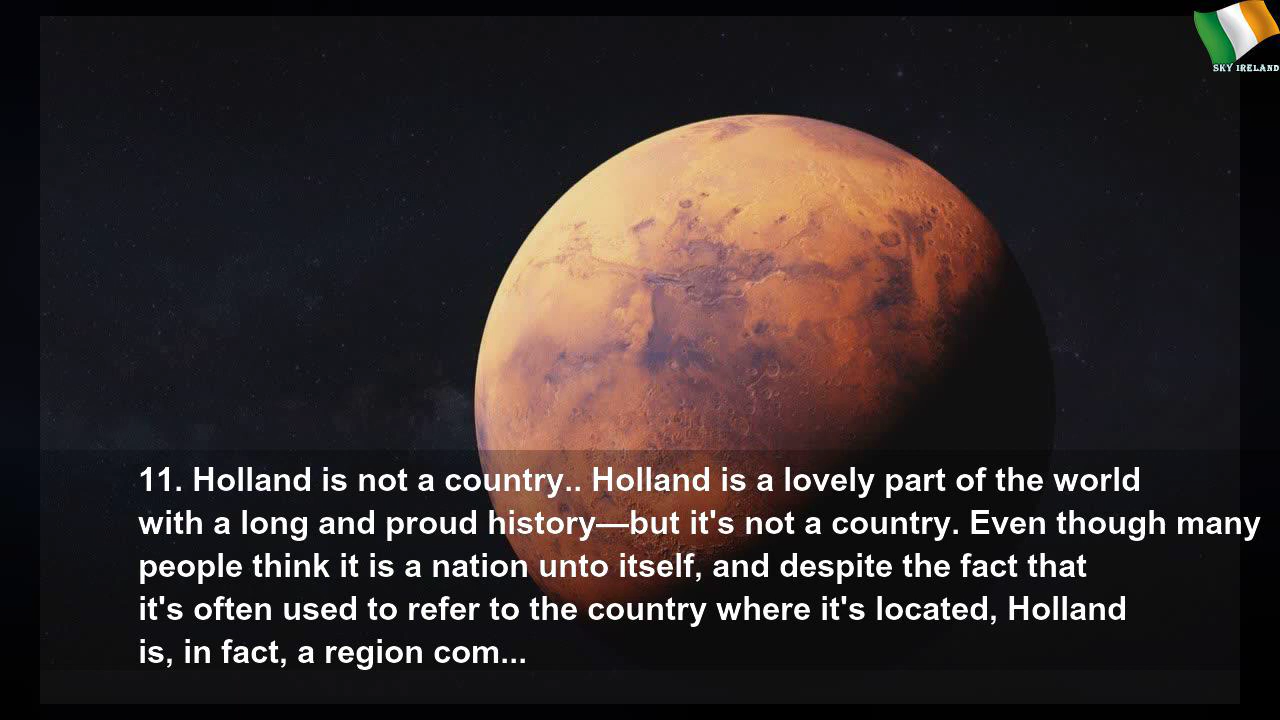 SKY IRELAND
11. Holland is not a country.. Holland is a lovely part of the world
with a long and proud history—but it's not a country. Even though many
people think it is a nation unto itself, and despite the fact that
it's often used to refer to the country where it's located, Holland
is, in fact, a region com...